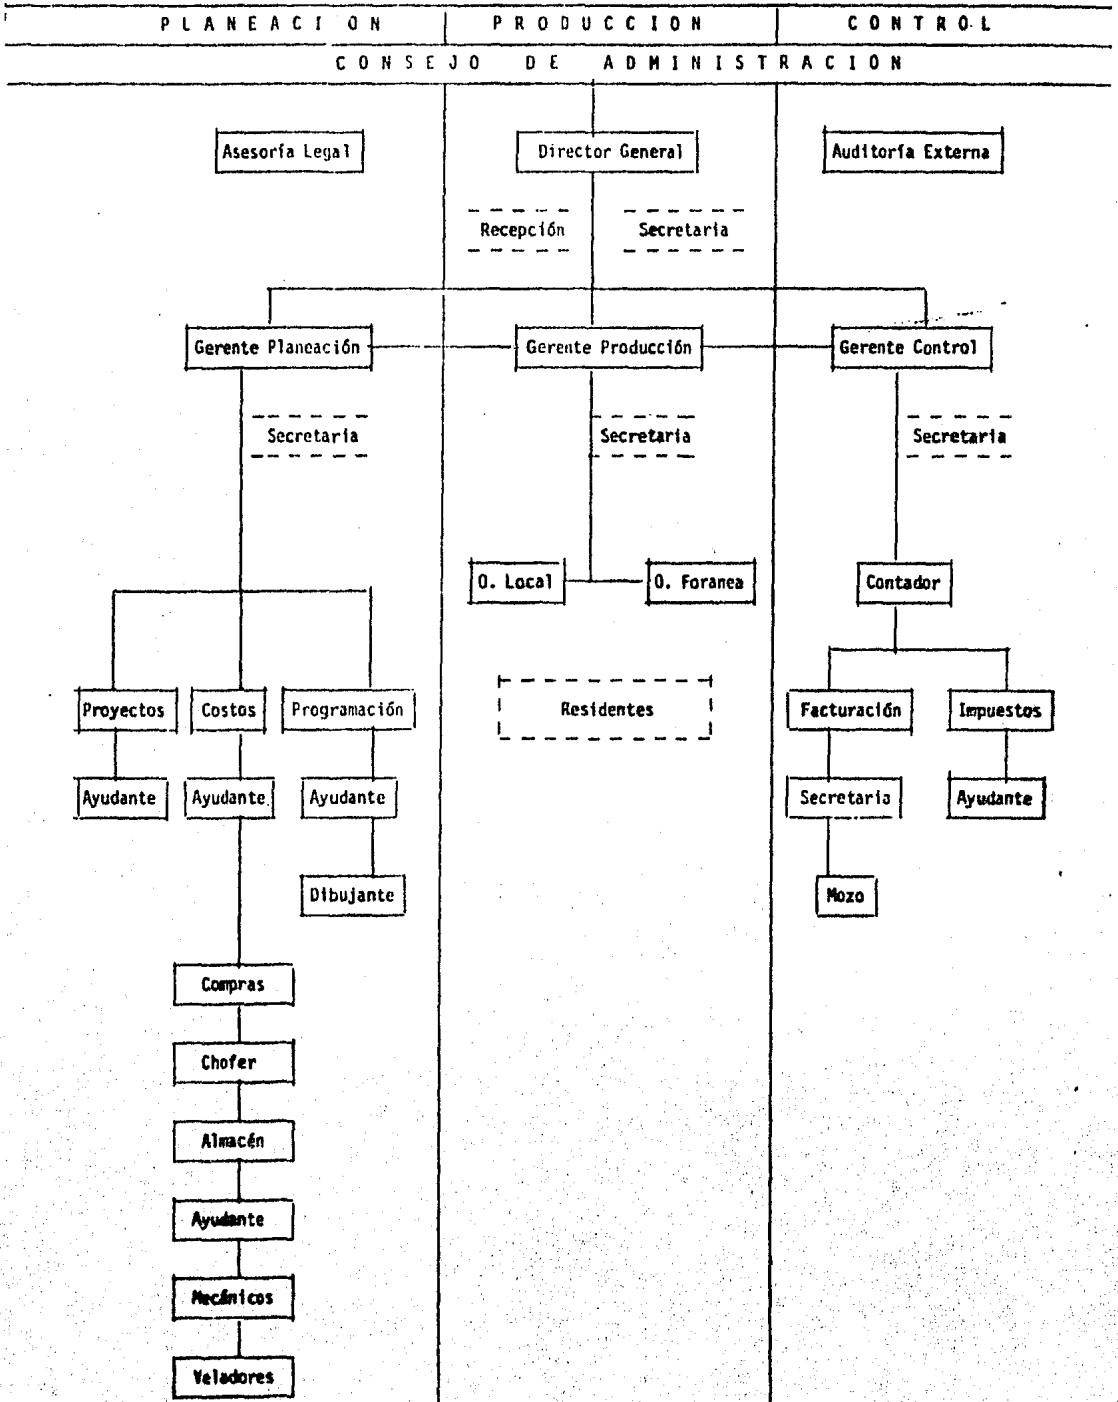 PLANEACION PRODUCCION CONTROL
CONSEJO DE ADMINISTRACION
Asesoría Legal Director General Auditoría Externa
Recepción Secretaria
Gerente Planeación Gerente Producción Gerente Control
Secretaria Secretaria Secretaria
O. Local O. Foranea Contador
Proyectos Costos Programación Residentes Facturación Impuestos
Ayudante Ayudante Ayudante Secretaria Ayudante
Dibujante Mozo
Compras
Chofer
Almacén
Ayudante
Mecánicos
Veladores